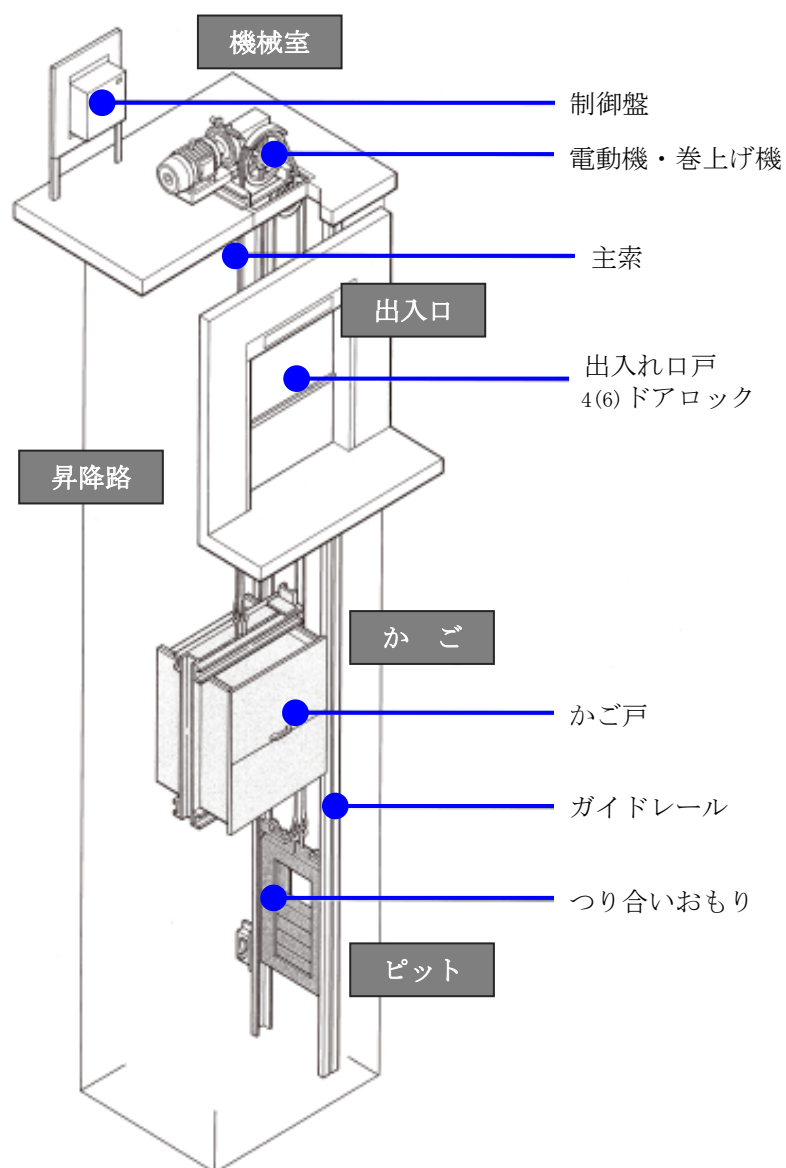 機械室
制御盤
電動機・巻上げ機
主索
出入口
出入れ口戸
4(6)ドアロック
昇降路
か　ご
かご戸
ガイドレール
つり合いおもり
ピット